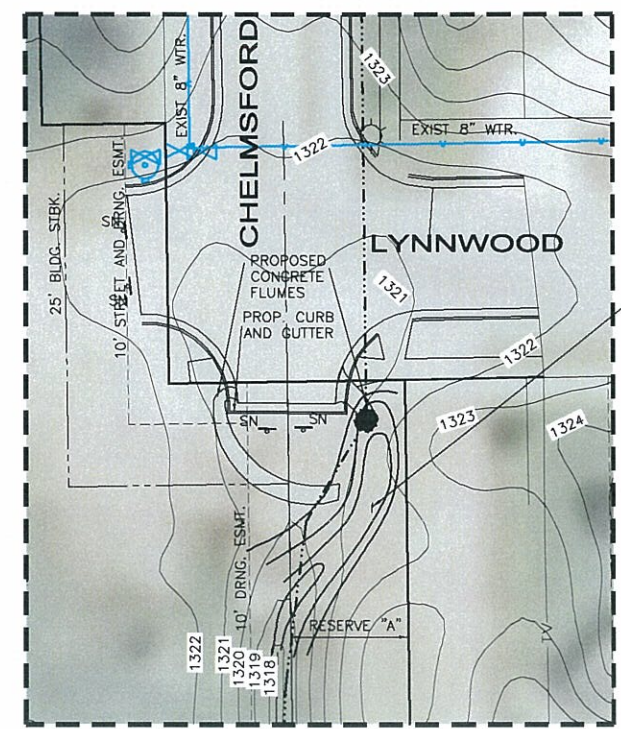 EXIST 8" WTR.
CHELMSFORD
1323
EXIST 8" WTR.
1322
25' BLDG. STBK.
10' STREET AND DRNG. ESMT.
LYNNWOOD
PROPOSED
CONCRETE
FLUMES
1321
PROP. CURB
AND GUTTER
1322
1323
1324
SN
SN
10' DRNG. ESMT.
RESERVE "A"
1322
1321
1320
1319
1318